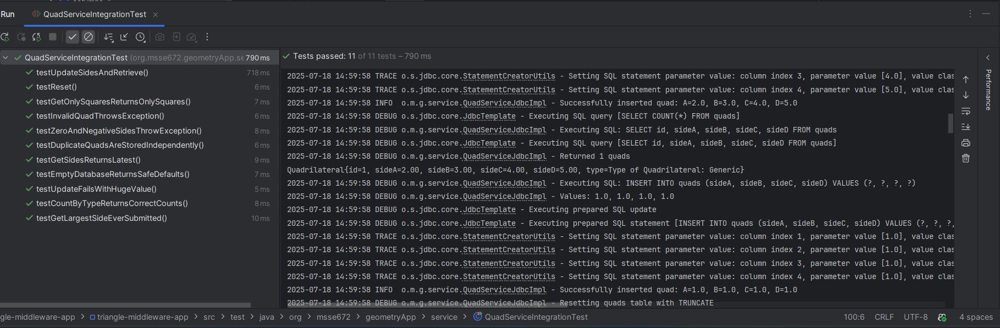 Run QuadServiceIntegrationTest
QuadServiceIntegrationTest (org.msse672.geometryApp.se 790 ms
testUpdateSidesAndRetrieve() 718 ms
testReset() 6 ms
testGetOnlySquaresReturnsOnlySquares() 7 ms
testInvalidQuadThrowsException() 6 ms
testZeroAndNegativeSidesThrowException() 8 ms
testDuplicateQuadsAreStoredIndependently() 6 ms
testGetSidesReturnsLatest() 9 ms
testEmptyDatabaseReturnsSafeDefaults() 7 ms
testUpdateFailsWithHugeValue() 5 ms
testCountByTypeReturnsCorrectCounts() 8 ms
testGetLargestSideEverSubmitted() 10 ms
Tests passed: 11 of 11 tests – 790 ms
2025-07-18 14:59:58 TRACE o.s.jdbc.core.StatementCreatorUtils - Setting SQL statement parameter value: column index 3, parameter value [4.0], value clas
2025-07-18 14:59:58 TRACE o.s.jdbc.core.StatementCreatorUtils - Setting SQL statement parameter value: column index 4, parameter value [5.0], value clas
2025-07-18 14:59:58 INFO  o.m.g.service.QuadServiceJdbcImpl - Successfully inserted quad: A=2.0, B=3.0, C=4.0, D=5.0
2025-07-18 14:59:58 DEBUG o.s.jdbc.core.JdbcTemplate - Executing SQL query [SELECT COUNT(*) FROM quads]
2025-07-18 14:59:58 DEBUG o.m.g.service.QuadServiceJdbcImpl - Executing SQL: SELECT id, sideA, sideB, sideC, sideD FROM quads
2025-07-18 14:59:58 DEBUG o.s.jdbc.core.JdbcTemplate - Executing SQL query [SELECT id, sideA, sideB, sideC, sideD FROM quads]
2025-07-18 14:59:58 DEBUG o.m.g.service.QuadServiceJdbcImpl - Returned 1 quads
Quadrilateral{id=1, sideA=2.00, sideB=3.00, sideC=4.00, sideD=5.00, type=Type of Quadrilateral: Generic}
2025-07-18 14:59:58 DEBUG o.m.g.service.QuadServiceJdbcImpl - Executing SQL: INSERT INTO quads (sideA, sideB, sideC, sideD) VALUES (?, ?, ?, ?)
2025-07-18 14:59:58 DEBUG o.m.g.service.QuadServiceJdbcImpl - Values: 1.0, 1.0, 1.0, 1.0
2025-07-18 14:59:58 DEBUG o.s.jdbc.core.JdbcTemplate - Executing prepared SQL update
2025-07-18 14:59:58 DEBUG o.s.jdbc.core.JdbcTemplate - Executing prepared SQL statement [INSERT INTO quads (sideA, sideB, sideC, sideD) VALUES (?, ?, ?,
2025-07-18 14:59:58 TRACE o.s.jdbc.core.StatementCreatorUtils - Setting SQL statement parameter value: column index 1, parameter value [1.0], value clas
2025-07-18 14:59:58 TRACE o.s.jdbc.core.StatementCreatorUtils - Setting SQL statement parameter value: column index 2, parameter value [1.0], value clas
2025-07-18 14:59:58 TRACE o.s.jdbc.core.StatementCreatorUtils - Setting SQL statement parameter value: column index 3, parameter value [1.0], value clas
2025-07-18 14:59:58 TRACE o.s.jdbc.core.StatementCreatorUtils - Setting SQL statement parameter value: column index 4, parameter value [1.0], value clas
2025-07-18 14:59:58 INFO  o.m.g.service.QuadServiceJdbcImpl - Successfully inserted quad: A=1.0, B=1.0, C=1.0, D=1.0
2025-07-18 14:59:58 DEBUG o.m.g.service.QuadServiceJdbcImpl - Resetting quads table with TRUNCATE
Performance
gle-middleware-app > triangle-middleware-app > src > test > java > org > msse672 > geometryApp > service > QuadServiceIntegrationTest 100:6 CRLF UTF-8 4 spaces